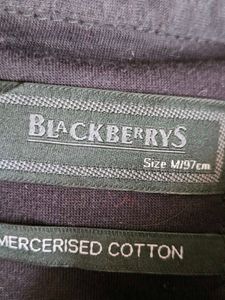 BLACKBERRYS
Size M/97cm
MERCERISED COTTON